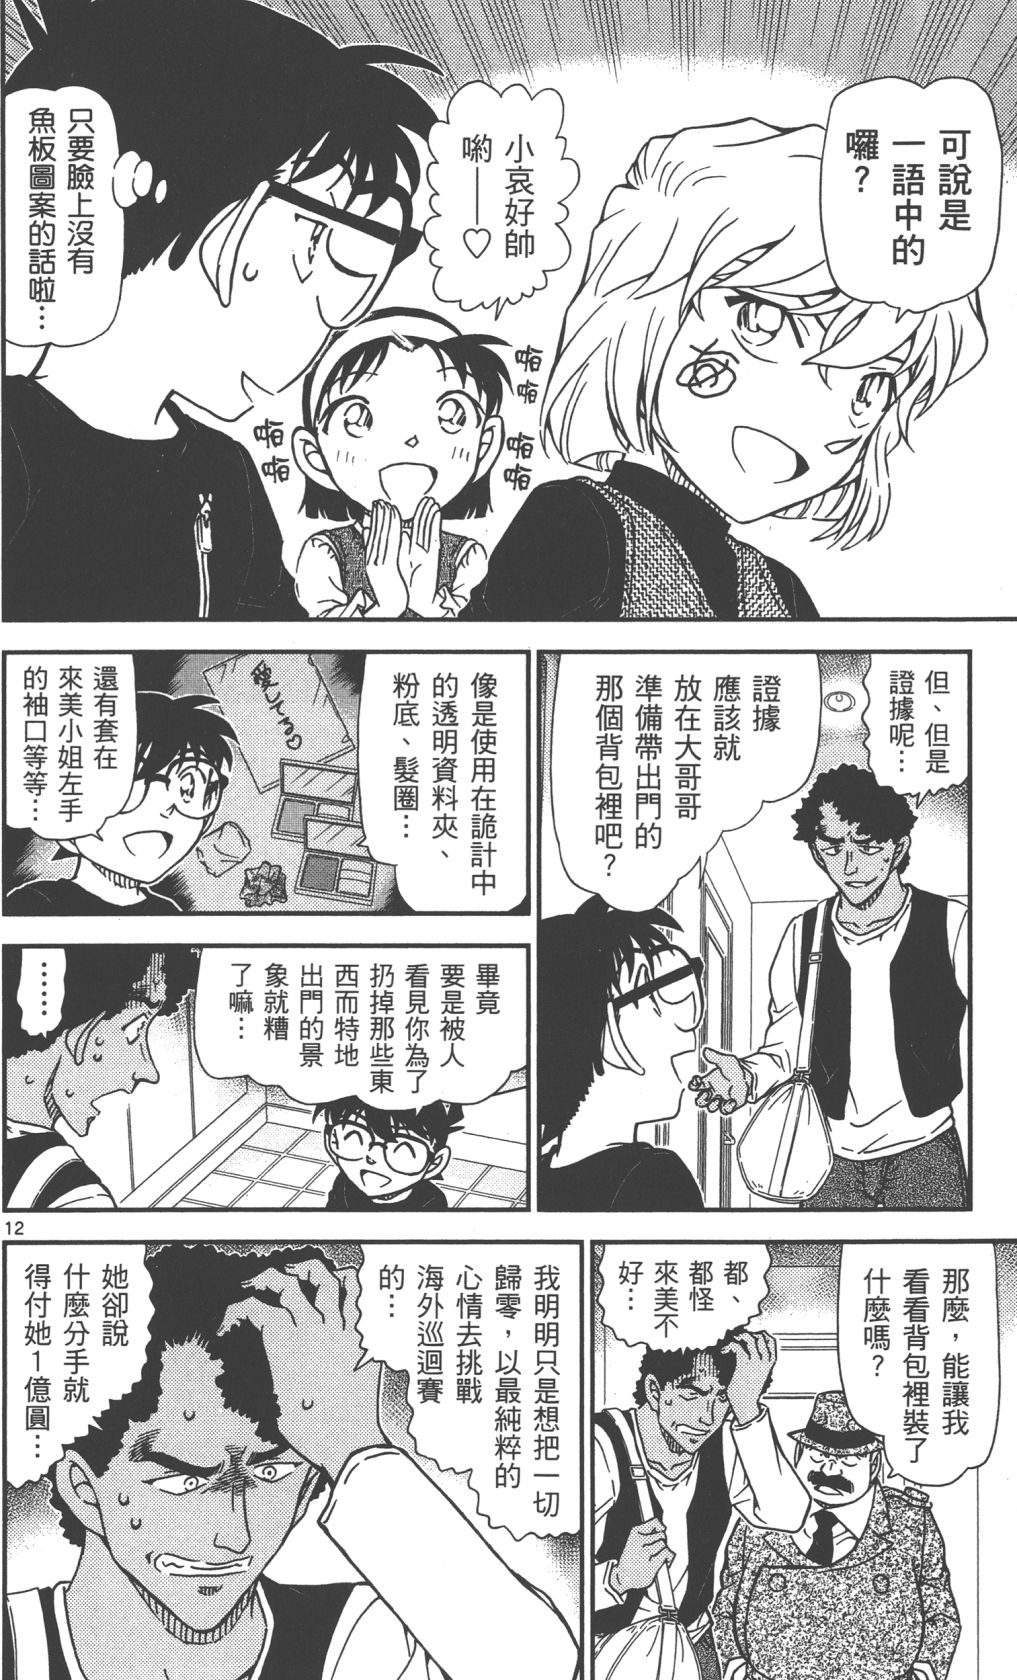 可說是
一語中的
囉？
小哀好帥
喲——♡
只要臉上沒有
魚板圖案的話啦…
啪
啪
啪
啪
啪
啪
啪
啪
但、但是
證據呢…
證據
應該就
放在大哥哥
準備帶出門的
那個背包裡吧？
像是使用在詭計中
的透明資料夾、
粉底、髮圈…
愛してる♡
還有套在
來美小姐左手
的袖口等等…
畢竟
要是被人
看見你為了
扔掉那些東
西而特地
出門的景
象就糟
了嘛…
……
12
那麼，能讓我
看看背包裡裝了
什麼嗎？
都、
都怪
來美不
好…
我明明只是想把一切
歸零，以最純粹的
心情去挑戰
海外巡迴賽
的…
她卻說
什麼分手就
得付她1億圓…